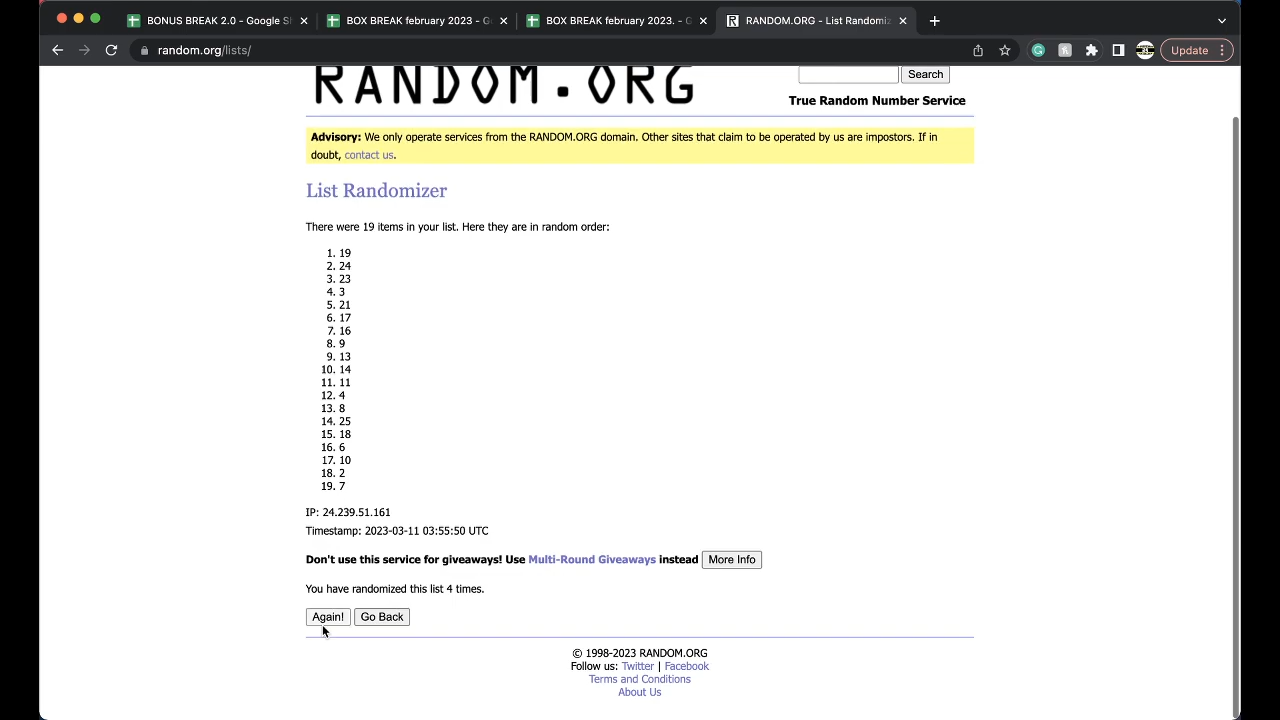 BONUS BREAK 2.0 - Google S
BOX BREAK february 2023 - G
BOX BREAK february 2023. - G
RANDOM.ORG - List Randomiz
random.org/lists/
Update
RANDOM.ORG
Search
True Random Number Service
Advisory: We only operate services from the RANDOM.ORG domain. Other sites that claim to be operated by us are impostors. If in
doubt, contact us.
List Randomizer
There were 19 items in your list. Here they are in random order:
1. 19
2. 24
3. 23
4. 3
5. 21
6. 17
7. 16
8. 9
9. 13
10. 14
11. 11
12. 4
13. 8
14. 25
15. 18
16. 6
17. 10
18. 2
19. 7
IP: 24.239.51.161
Timestamp: 2023-03-11 03:55:50 UTC
Don't use this service for giveaways! Use Multi-Round Giveaways instead More Info
You have randomized this list 4 times.
Again! Go Back
© 1998-2023 RANDOM.ORG
Follow us: Twitter | Facebook
Terms and Conditions
About Us